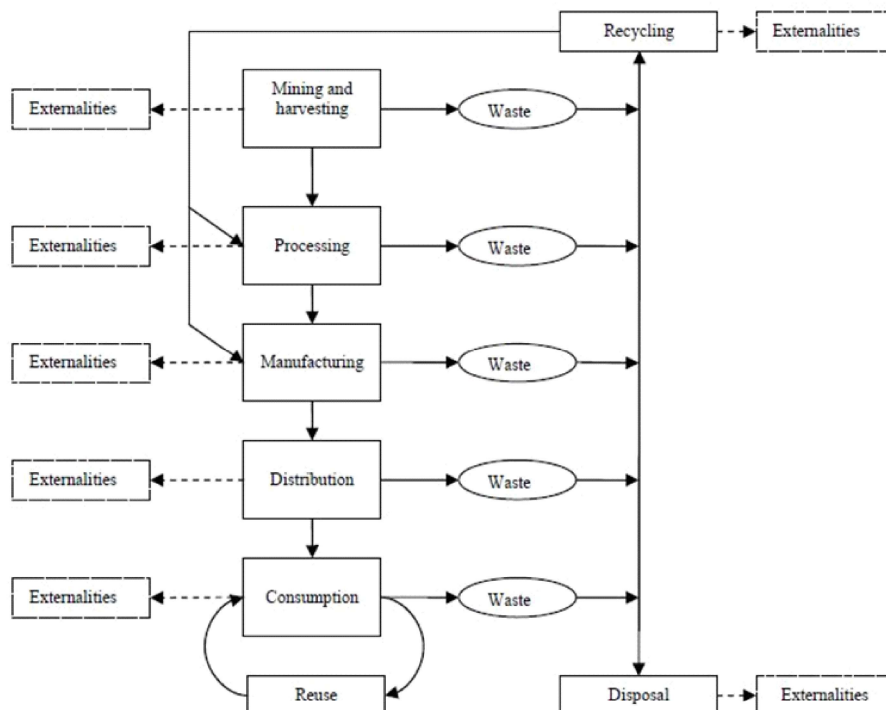 Recycling
Externalities
Mining and
harvesting
Externalities
Waste
Externalities
Processing
Waste
Externalities
Manufacturing
Waste
Externalities
Distribution
Waste
Externalities
Consumption
Waste
Reuse
Disposal
Externalities